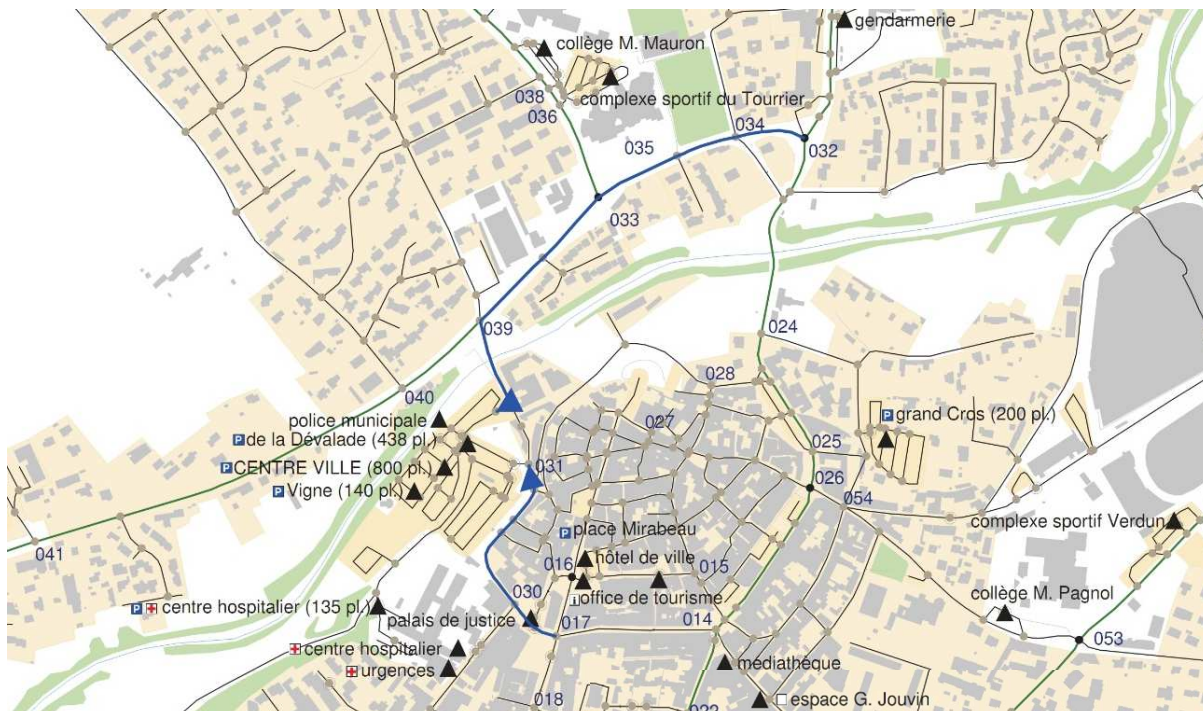 gendarmerie
collège M. Mauron
038
complexe sportif du Tourrier
036
034
032
035
033
039
024
028
040
police municipale
P grand Cros (200 pl.)
027
P de la Dévalade (438 pl.)
025
P CENTRE VILLE (800 pl.)
031
026
P Vigne (140 pl.)
054
complexe sportif Verdun
P place Mirabeau
041
hôtel de ville
016
015
030
office de tourisme
collège M. Pagnol
P centre hospitalier (135 pl.)
palais de justice
017
014
053
centre hospitalier
médiathèque
urgences
018
espace G. Jouvin
022